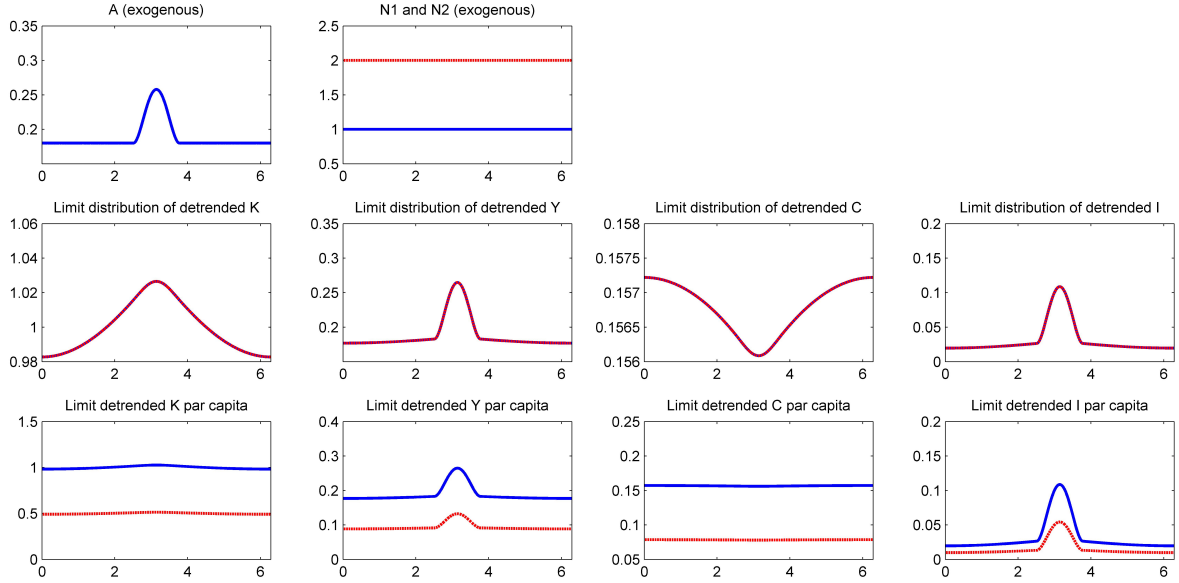 A (exogenous)
N1 and N2 (exogenous)
0.35
0.3
0.25
0.2
0 2 4 6
2.5
2
1.5
1
0.5
0 2 4 6
Limit distribution of detrended K
Limit distribution of detrended Y
Limit distribution of detrended C
Limit distribution of detrended I
1.06
1.04
1.02
1
0.98
0 2 4 6
0.35
0.3
0.25
0.2
0 2 4 6
0.158
0.1575
0.157
0.1565
0.156
0 2 4 6
0.2
0.15
0.1
0.05
0
0 2 4 6
Limit detrended K par capita
Limit detrended Y par capita
Limit detrended C par capita
Limit detrended I par capita
1.5
1
0.5
0
0 2 4 6
0.4
0.3
0.2
0.1
0
0 2 4 6
0.25
0.2
0.15
0.1
0.05
0 2 4 6
0.2
0.15
0.1
0.05
0
0 2 4 6